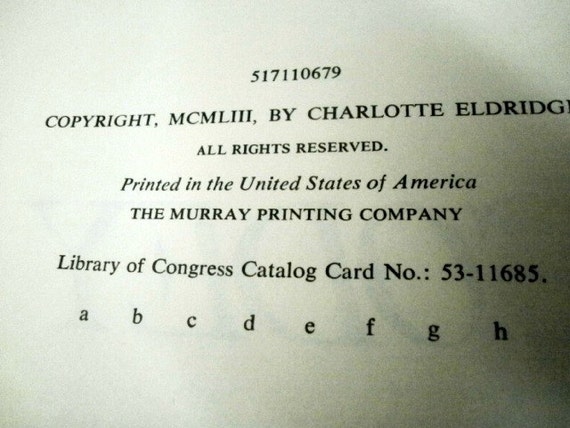 517110679
COPYRIGHT, MCMLIII, BY CHARLOTTE ELDRIDG
ALL RIGHTS RESERVED.
Printed in the United States of America
THE MURRAY PRINTING COMPANY
Library of Congress Catalog Card No.: 53-11685.
a b c d e f g h